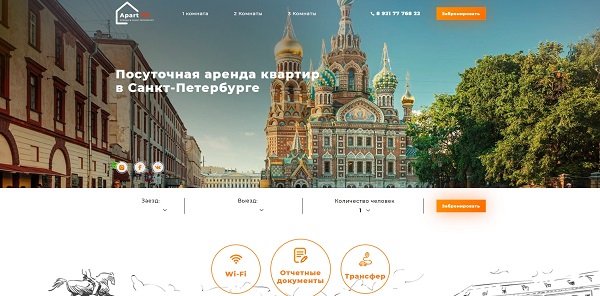 Apart
1 комната
2 Комнаты
3 Комнаты
8 921 77 768 22
Забронировать
Посуточная аренда квартир
в Санкт-Петербурге
Заезд:
Выезд:
Количество человек
1
Забронировать
Wi-Fi
Отчетные
документы
Трансфер